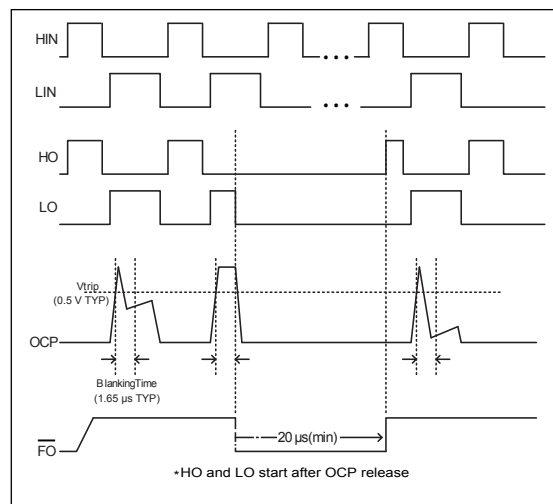 HIN
LIN
HO
LO
Vtrip
(0.5 V TYP)
OCP
BlankingTime
(1.65 µs TYP)
20 µs(min)
FO
*HO and LO start after OCP release